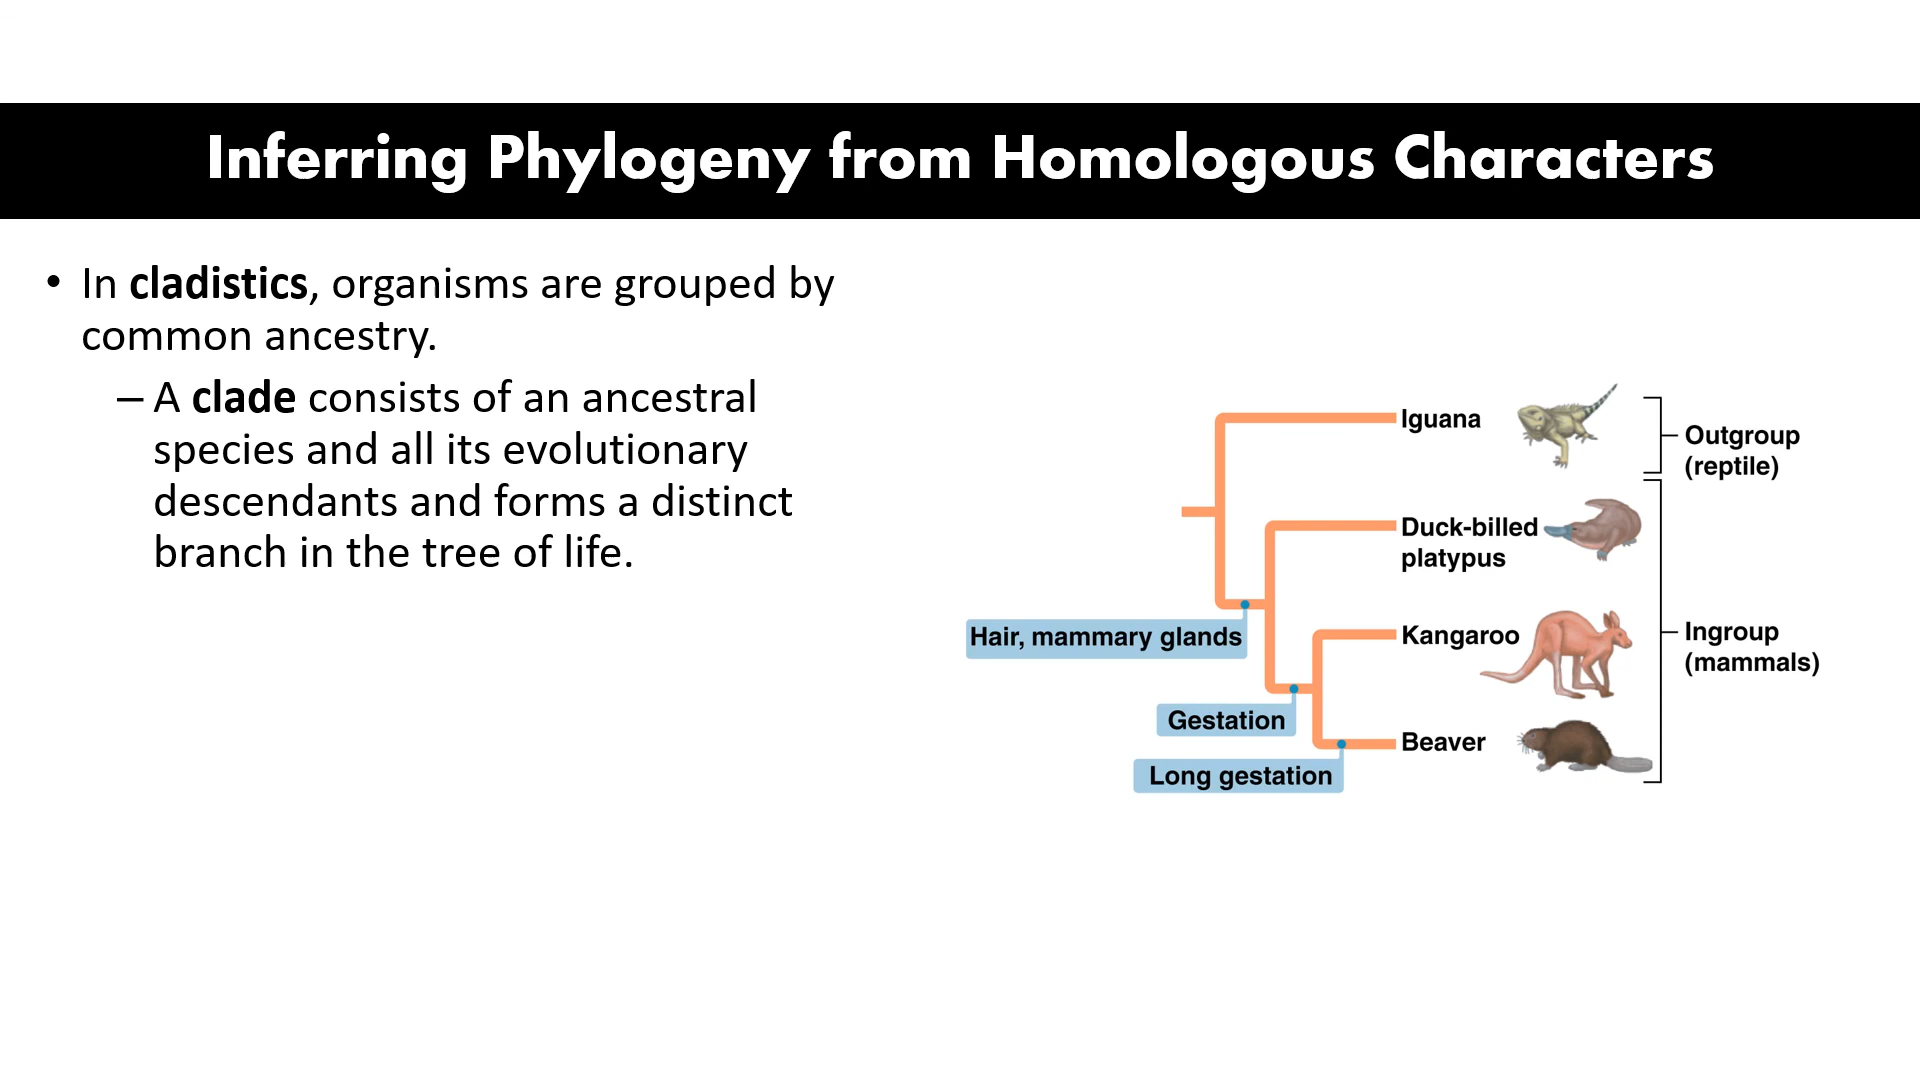 Inferring Phylogeny from Homologous Characters
• In cladistics, organisms are grouped by
common ancestry.
– A clade consists of an ancestral
species and all its evolutionary
descendants and forms a distinct
branch in the tree of life.
Iguana
Outgroup
(reptile)
Duck-billed
platypus
Hair, mammary glands
Kangaroo
Ingroup
(mammals)
Gestation
Beaver
Long gestation